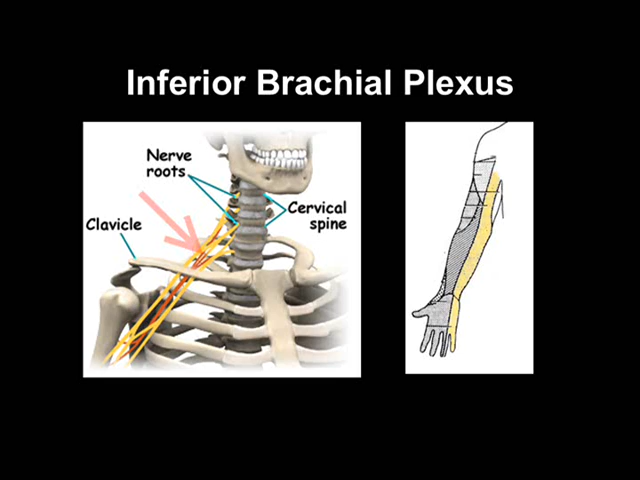 Inferior Brachial Plexus
Nerve
roots
Clavicle
Cervical
spine